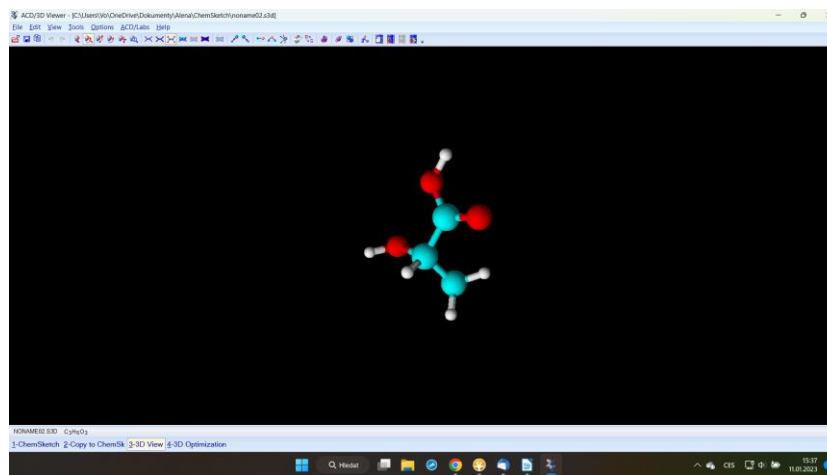 ACD/3D Viewer - [C:\Users\Vo\OneDrive\Dokumenty\Alena\ChemSketch\noname02.s3d]
File Edit View Tools Options ACD/Labs Help
NONAME02.S3D C₃H₆O₃
1-ChemSketch 2-Copy to ChemSk 3-3D View 4-3D Optimization
Hledat
CES
15:37
11.01.2023